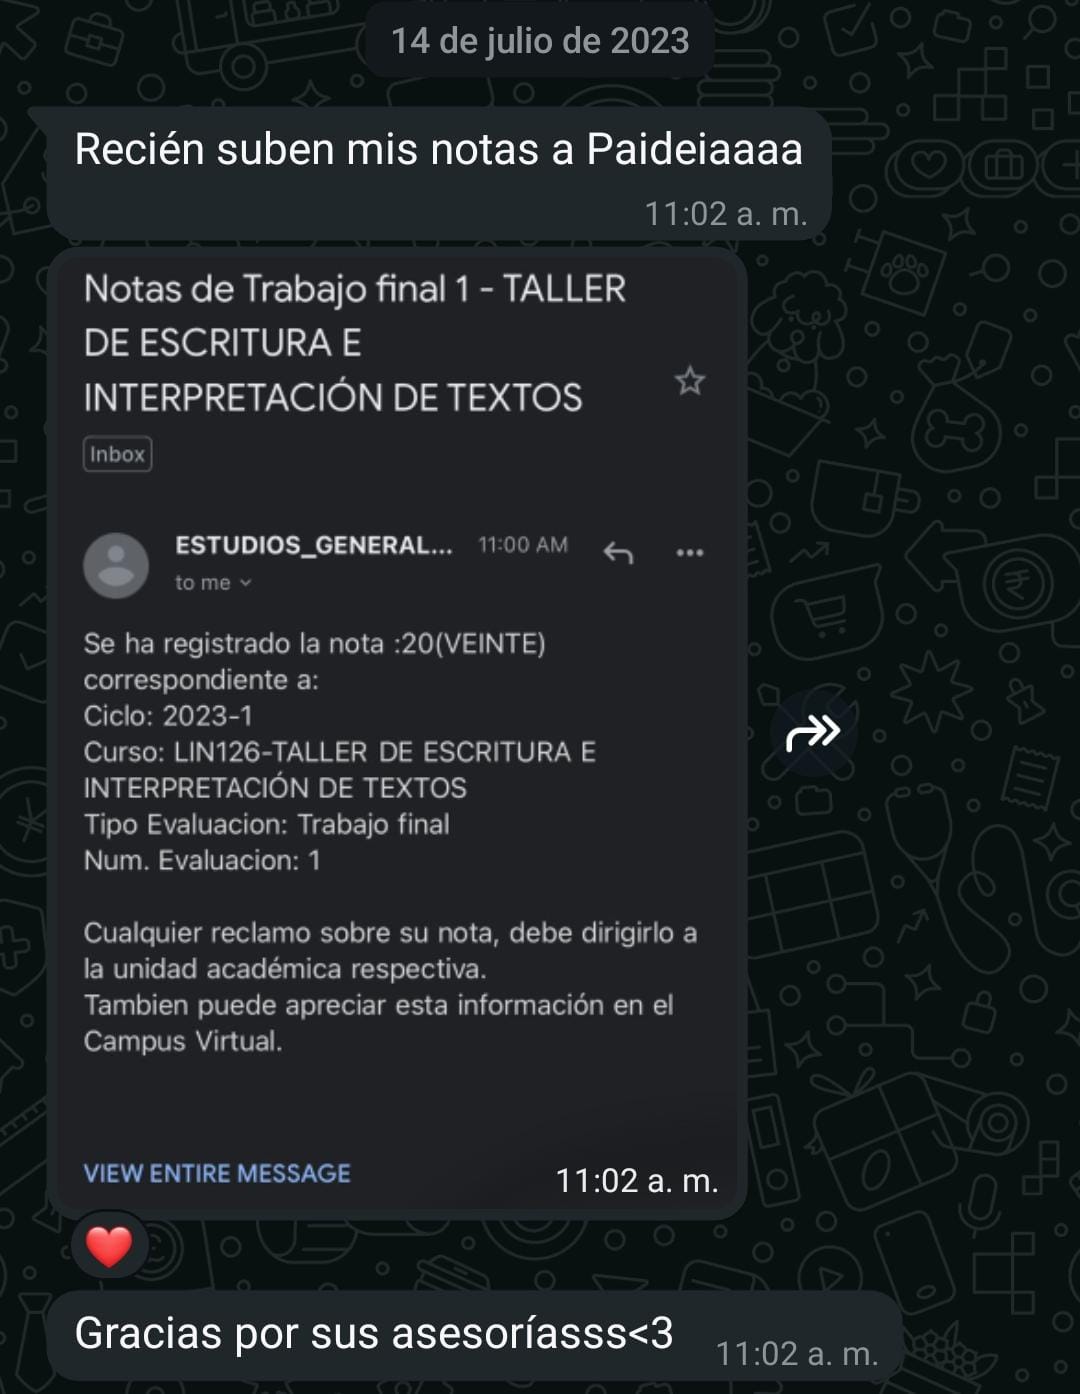 14 de julio de 2023
Recién suben mis notas a Paideiaaaa
11:02 a. m.
Notas de Trabajo final 1 - TALLER
DE ESCRITURA E
INTERPRETACIÓN DE TEXTOS
Inbox
ESTUDIOS_GENERAL... 11:00 AM
to me
Se ha registrado la nota :20(VEINTE)
correspondiente a:
Ciclo: 2023-1
Curso: LIN126-TALLER DE ESCRITURA E
INTERPRETACIÓN DE TEXTOS
Tipo Evaluacion: Trabajo final
Num. Evaluacion: 1
Cualquier reclamo sobre su nota, debe dirigirlo a
la unidad académica respectiva.
Tambien puede apreciar esta información en el
Campus Virtual.
VIEW ENTIRE MESSAGE 11:02 a. m.
Gracias por sus asesoríasss<3 11:02 a. m.